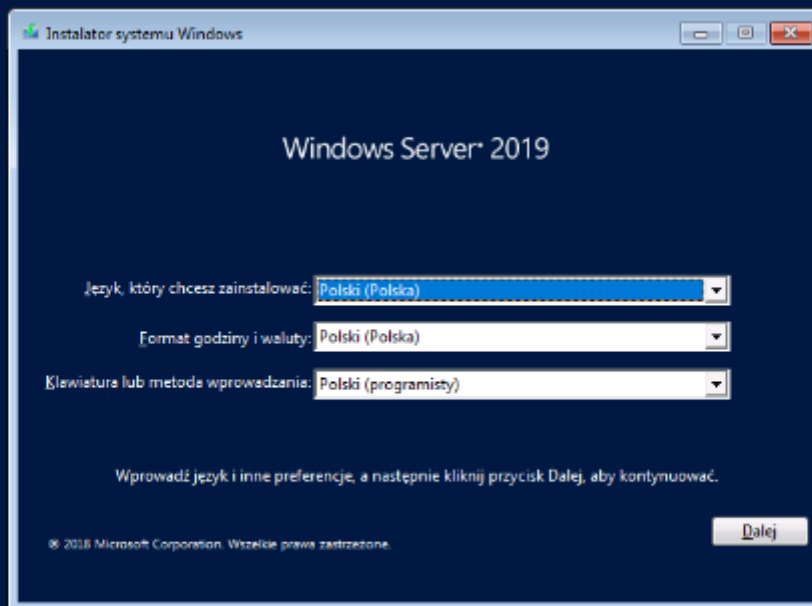 Instalator systemu Windows
Windows Server® 2019
Język, który chcesz zainstalować: Polski (Polska)
Format godziny i waluty: Polski (Polska)
Klawiatura lub metoda wprowadzania: Polski (programisty)
Wprowadź język i inne preferencje, a następnie kliknij przycisk Dalej, aby kontynuować.
© 2018 Microsoft Corporation. Wszelkie prawa zastrzeżone.
Dalej